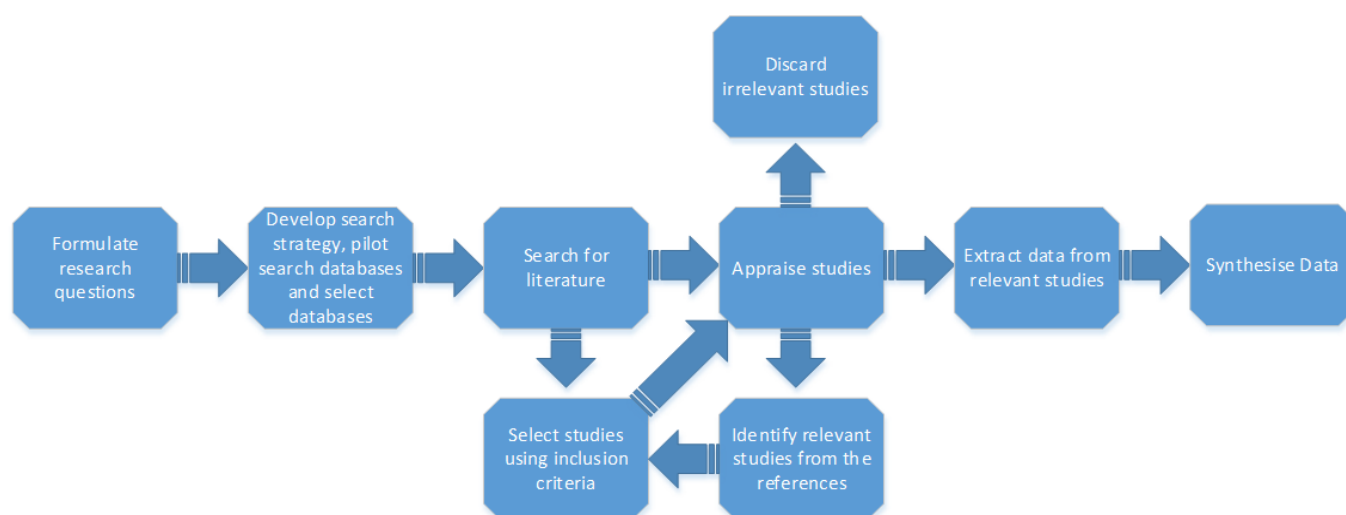 Discard
irrelevant studies
Formulate
research
questions
Develop search
strategy, pilot
search databases
and select
databases
Search for
literature
Appraise studies
Extract data from
relevant studies
Synthesise Data
Select studies
using inclusion
criteria
Identify relevant
studies from the
references